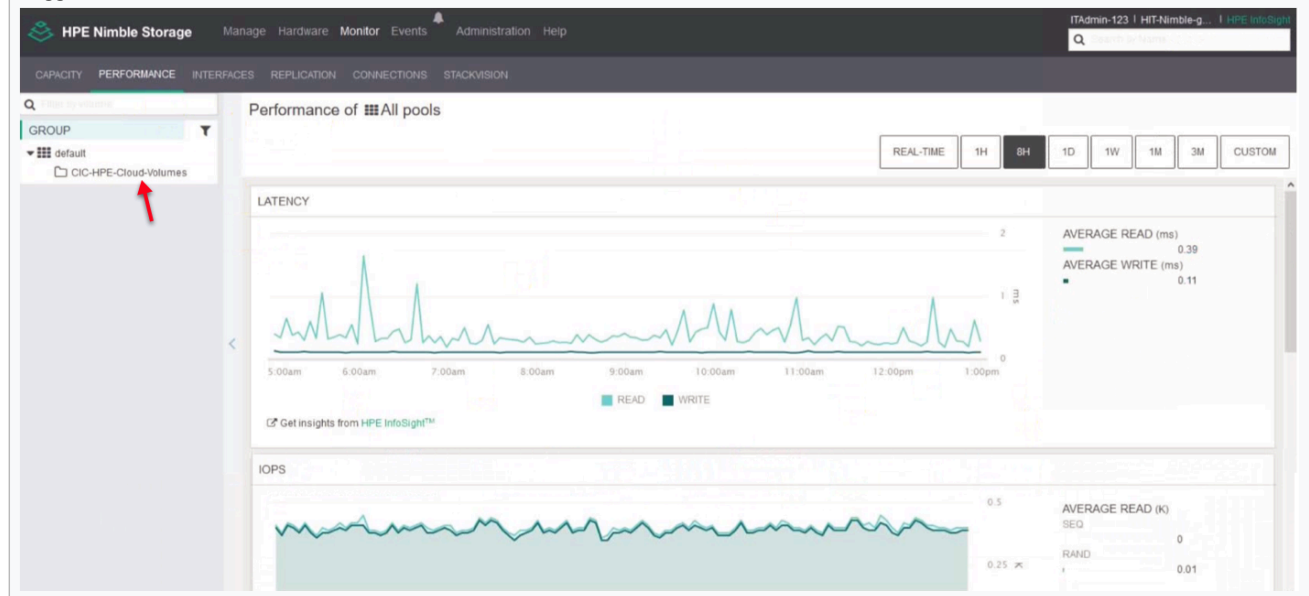 HPE Nimble Storage Manage Hardware Monitor Events Administration Help
ITAdmin-123 | HIT-Nimble-g... | HPE InfoSight
CAPACITY PERFORMANCE INTERFACES REPLICATION CONNECTIONS STACKVISION
GROUP
default
CIC-HPE-Cloud-Volumes
Performance of All pools
REAL-TIME 1H 8H 1D 1W 1M 3M CUSTOM
LATENCY
2
1
0
ms
5:00am 6:00am 7:00am 8:00am 9:00am 10:00am 11:00am 12:00pm 1:00pm
READ WRITE
AVERAGE READ (ms)
0.39
AVERAGE WRITE (ms)
0.11
Get insights from HPE InfoSight™
IOPS
0.5
0.25
K
AVERAGE READ (K)
SEQ
0
RAND
0.01